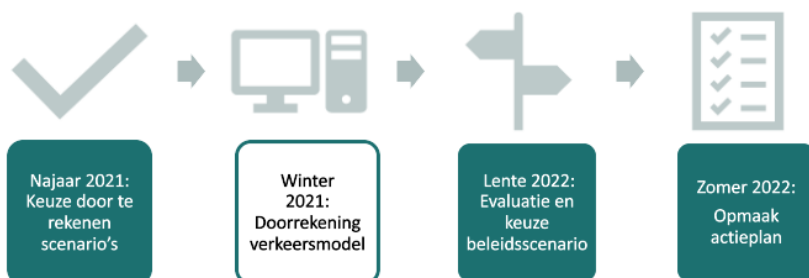 Najaar 2021:
Keuze door te
rekenen
scenario's
Winter
2021:
Doorrekening
verkeersmodel
Lente 2022:
Evaluatie en
keuze
beleidsscenario
Zomer 2022:
Opmaak
actieplan